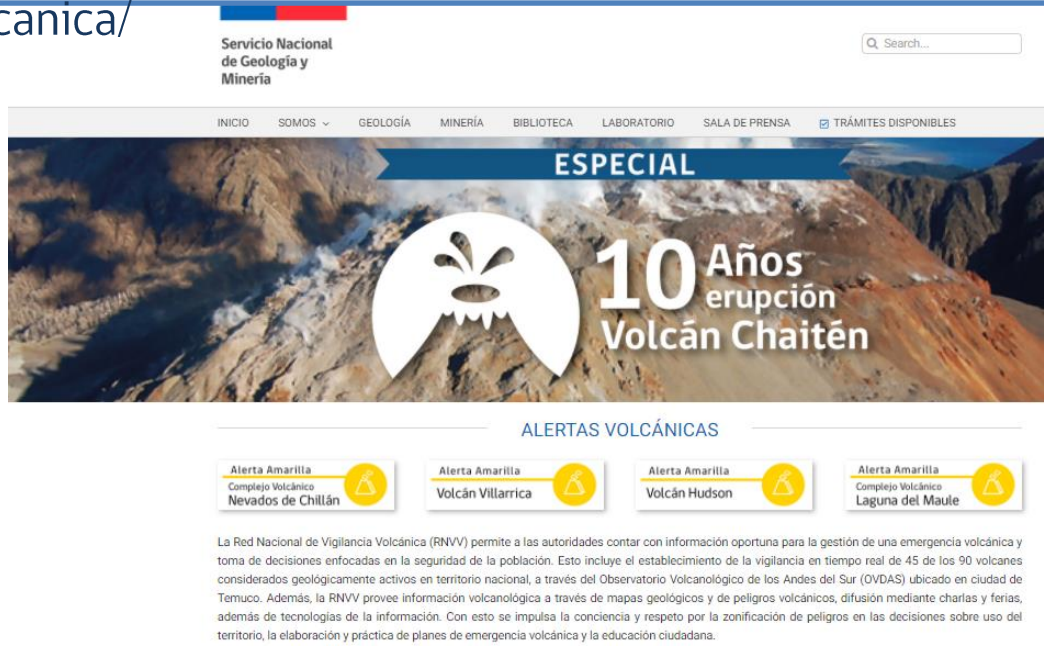 canica/
Servicio Nacional
de Geología y
Minería
Search...
INICIO SOMOS GEOLOGÍA MINERÍA BIBLIOTECA LABORATORIO SALA DE PRENSA TRÁMITES DISPONIBLES
ESPECIAL
10 Años
erupción
Volcán Chaitén
ALERTAS VOLCÁNICAS
Alerta Amarilla
Complejo Volcánico
Nevados de Chillán
Alerta Amarilla
Volcán Villarrica
Alerta Amarilla
Volcán Hudson
Alerta Amarilla
Complejo Volcánico
Laguna del Maule
La Red Nacional de Vigilancia Volcánica (RNVV) permite a las autoridades contar con información oportuna para la gestión de una emergencia volcánica y
toma de decisiones enfocadas en la seguridad de la población. Esto incluye el establecimiento de la vigilancia en tiempo real de 45 de los 90 volcanes
considerados geológicamente activos en territorio nacional, a través del Observatorio Volcanológico de los Andes del Sur (OVDAS) ubicado en ciudad de
Temuco. Además, la RNVV provee información volcanológica a través de mapas geológicos y de peligros volcánicos, difusión mediante charlas y ferias,
además de tecnologías de la información. Con esto se impulsa la conciencia y respeto por la zonificación de peligros en las decisiones sobre uso del
territorio, la elaboración y práctica de planes de emergencia volcánica y la educación ciudadana.